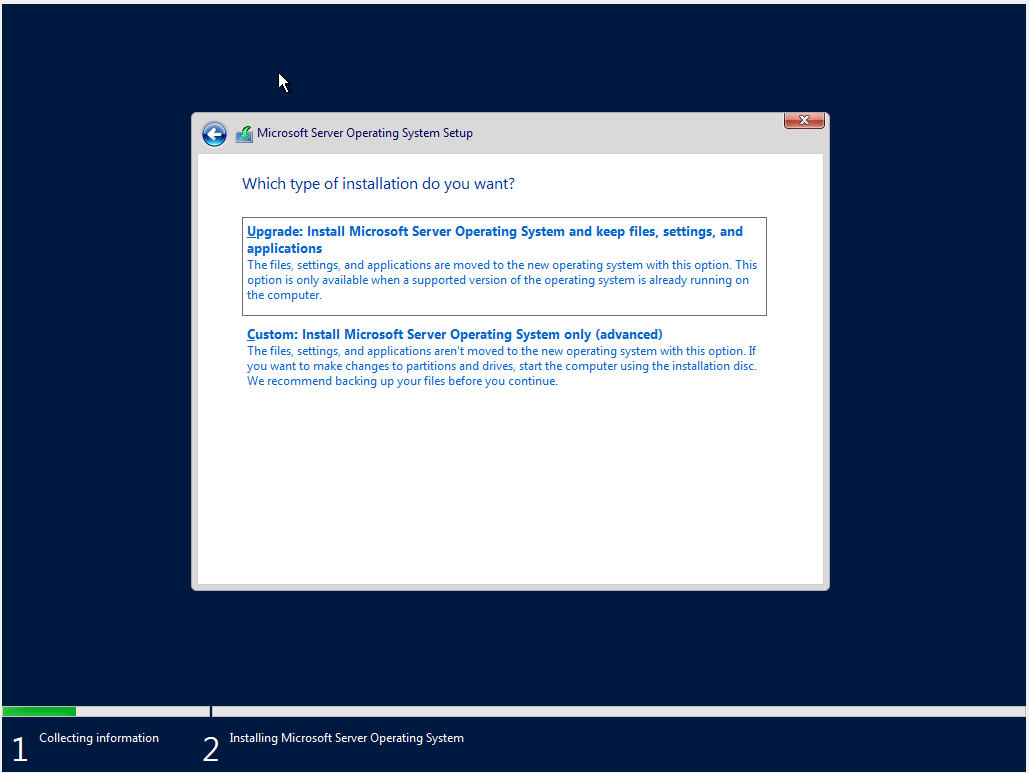 Microsoft Server Operating System Setup
Which type of installation do you want?
Upgrade: Install Microsoft Server Operating System and keep files, settings, and
applications
The files, settings, and applications are moved to the new operating system with this option. This
option is only available when a supported version of the operating system is already running on
the computer.
Custom: Install Microsoft Server Operating System only (advanced)
The files, settings, and applications aren't moved to the new operating system with this option. If
you want to make changes to partitions and drives, start the computer using the installation disc.
We recommend backing up your files before you continue.
1 Collecting information
2 Installing Microsoft Server Operating System